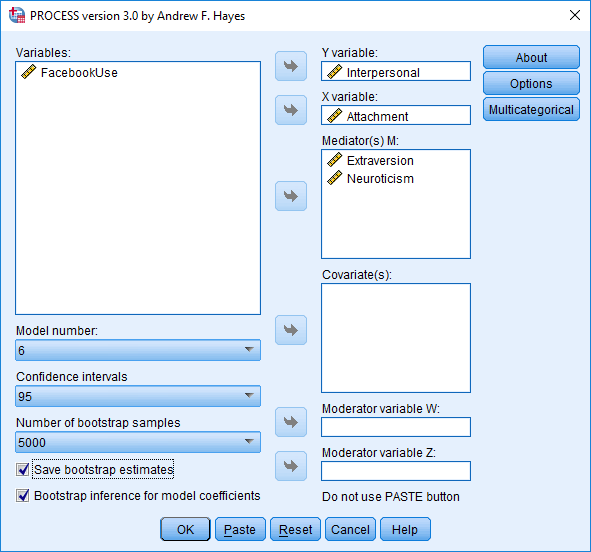 PROCESS version 3.0 by Andrew F. Hayes
Variables:
FacebookUse
Y variable:
Interpersonal
X variable:
Attachment
Mediator(s) M:
Extraversion
Neuroticism
Covariate(s):
Model number:
6
Confidence intervals
95
Number of bootstrap samples
5000
Save bootstrap estimates
Bootstrap inference for model coefficients
Moderator variable W:
Moderator variable Z:
Do not use PASTE button
About
Options
Multicategorical
OK
Paste
Reset
Cancel
Help